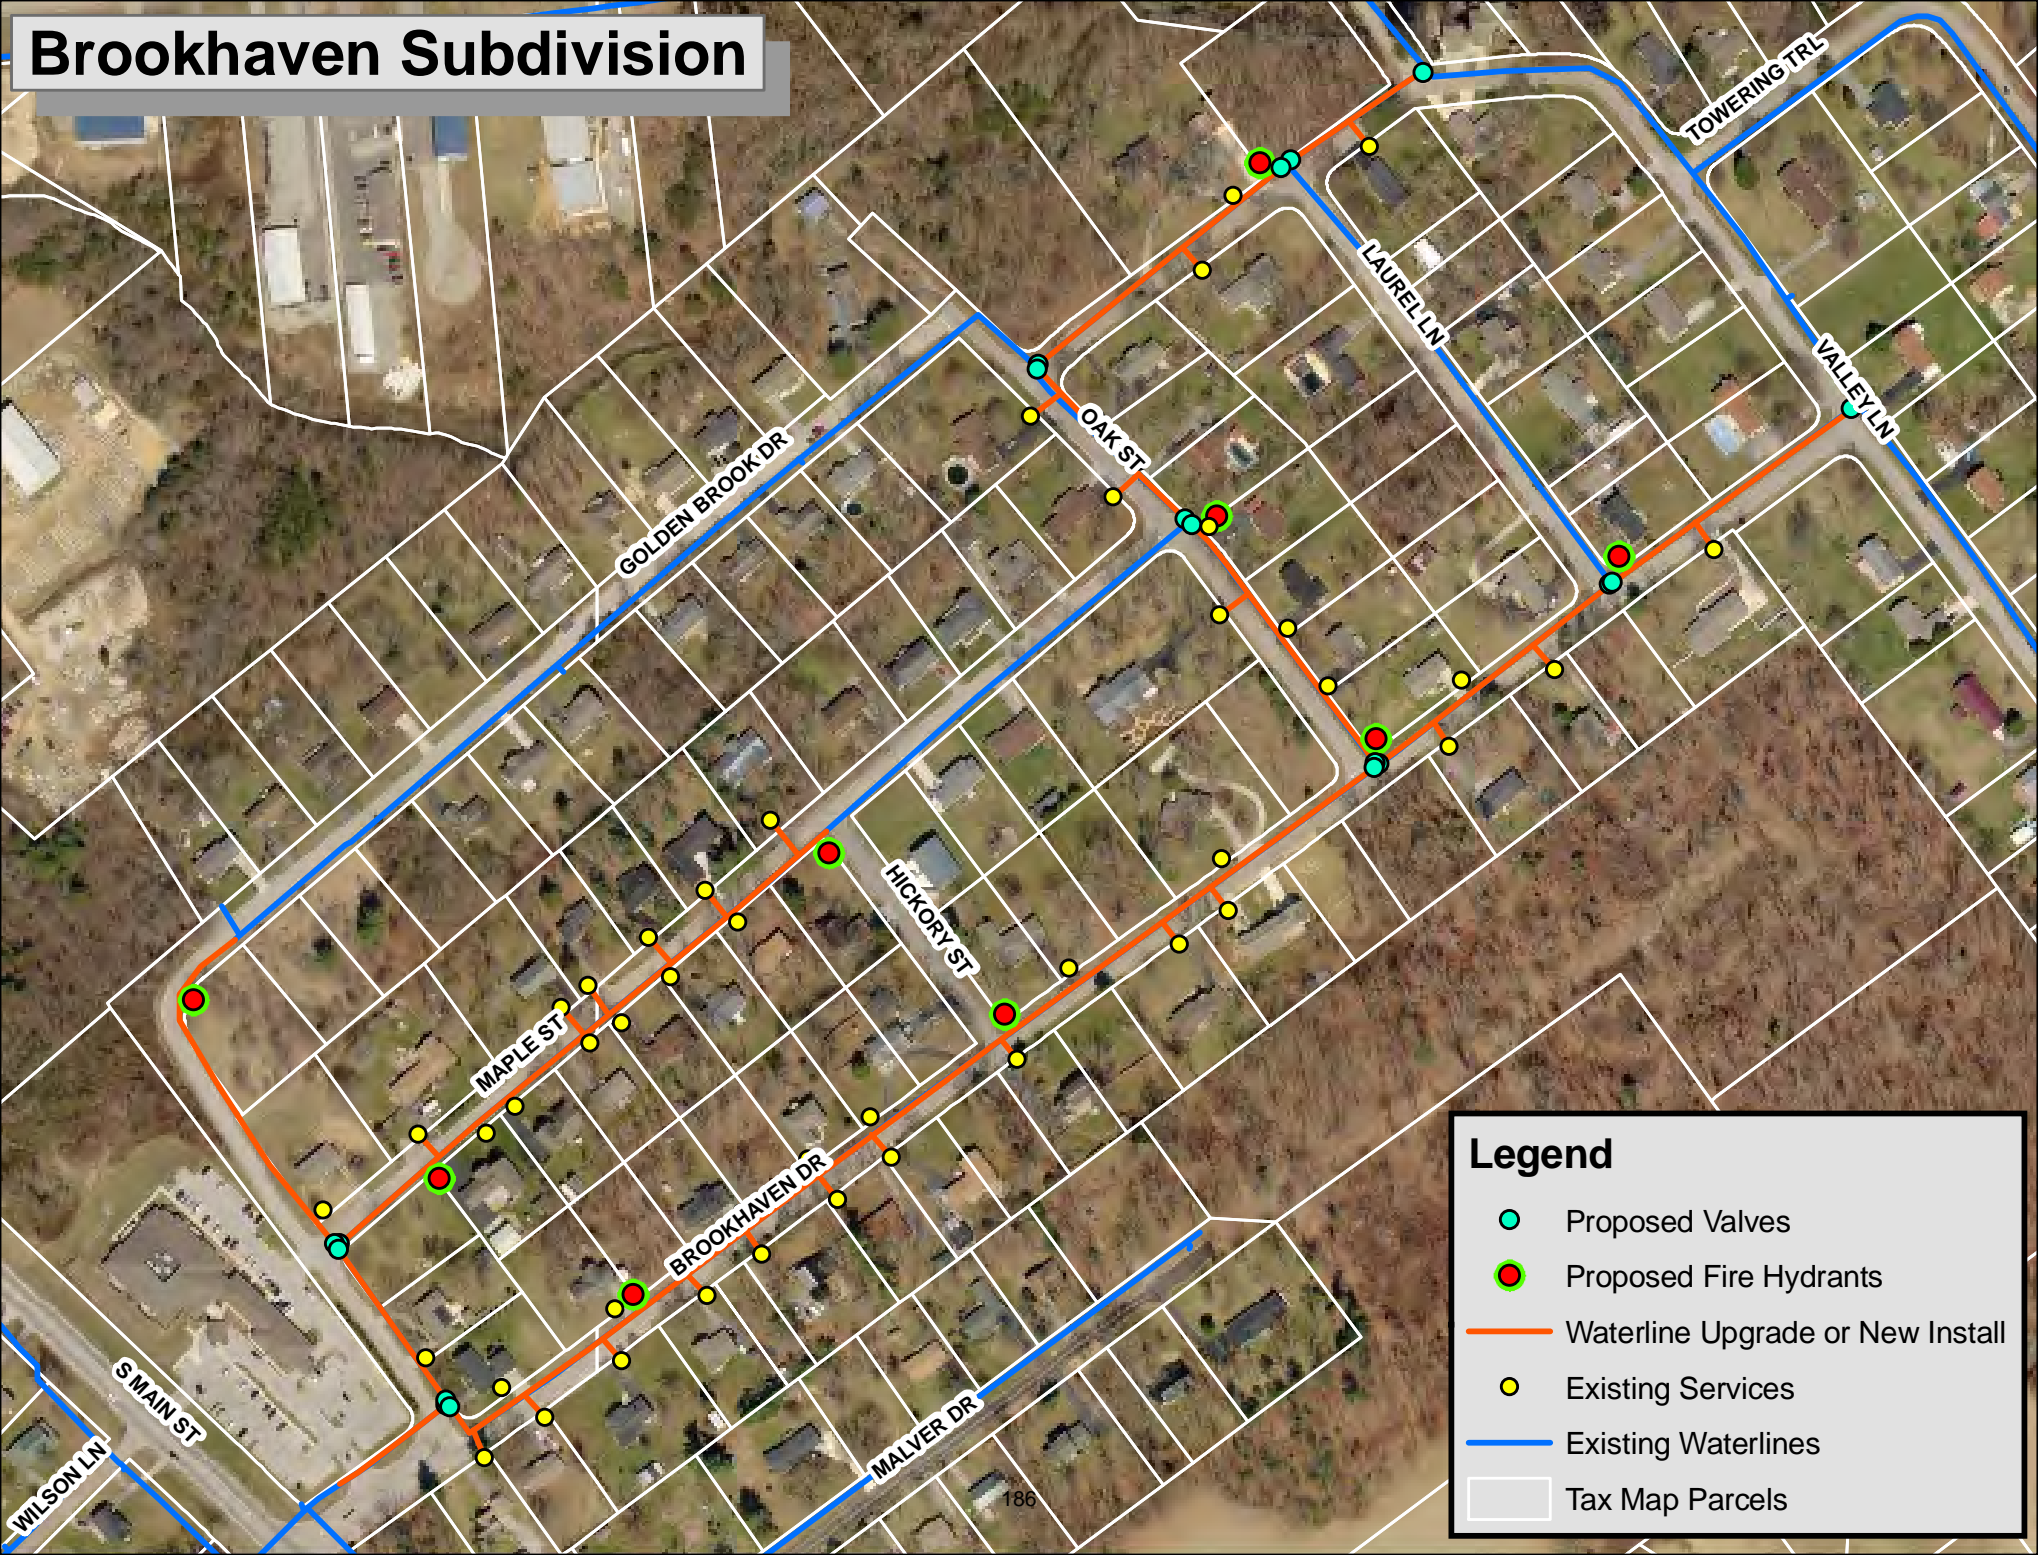 Brookhaven Subdivision
TOWERING TRL
LAUREL LN
VALLEY LN
OAK ST
GOLDEN BROOK DR
HICKORY ST
MAPLE ST
BROOKHAVEN DR
S MAIN ST
WILSON LN
MALVER DR
186
Legend
Proposed Valves
Proposed Fire Hydrants
Waterline Upgrade or New Install
Existing Services
Existing Waterlines
Tax Map Parcels